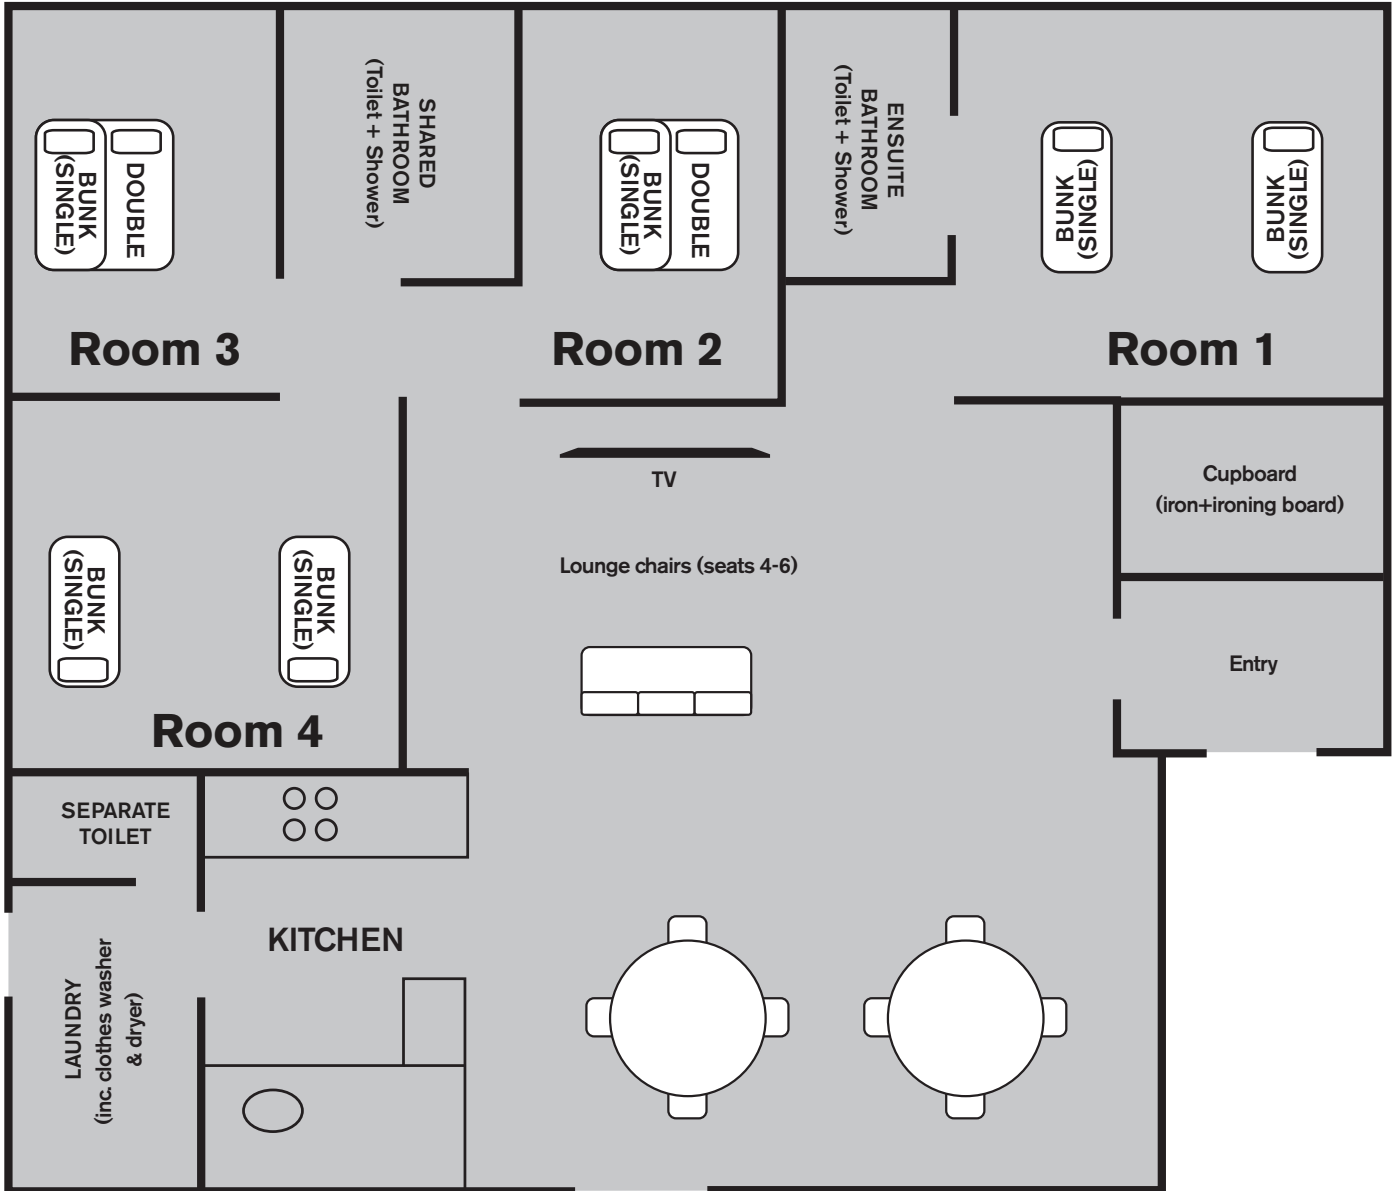 SHARED
BATHROOM
(Toilet + Shower)
ENSUITE
BATHROOM
(Toilet + Shower)
DOUBLE
BUNK
(SINGLE)
DOUBLE
BUNK
(SINGLE)
BUNK
(SINGLE)
BUNK
(SINGLE)
Room 3
Room 2
Room 1
TV
Cupboard
(iron+ironing board)
Lounge chairs (seats 4-6)
BUNK
(SINGLE)
BUNK
(SINGLE)
Entry
Room 4
SEPARATE
TOILET
KITCHEN
LAUNDRY
(inc. clothes washer
& dryer)